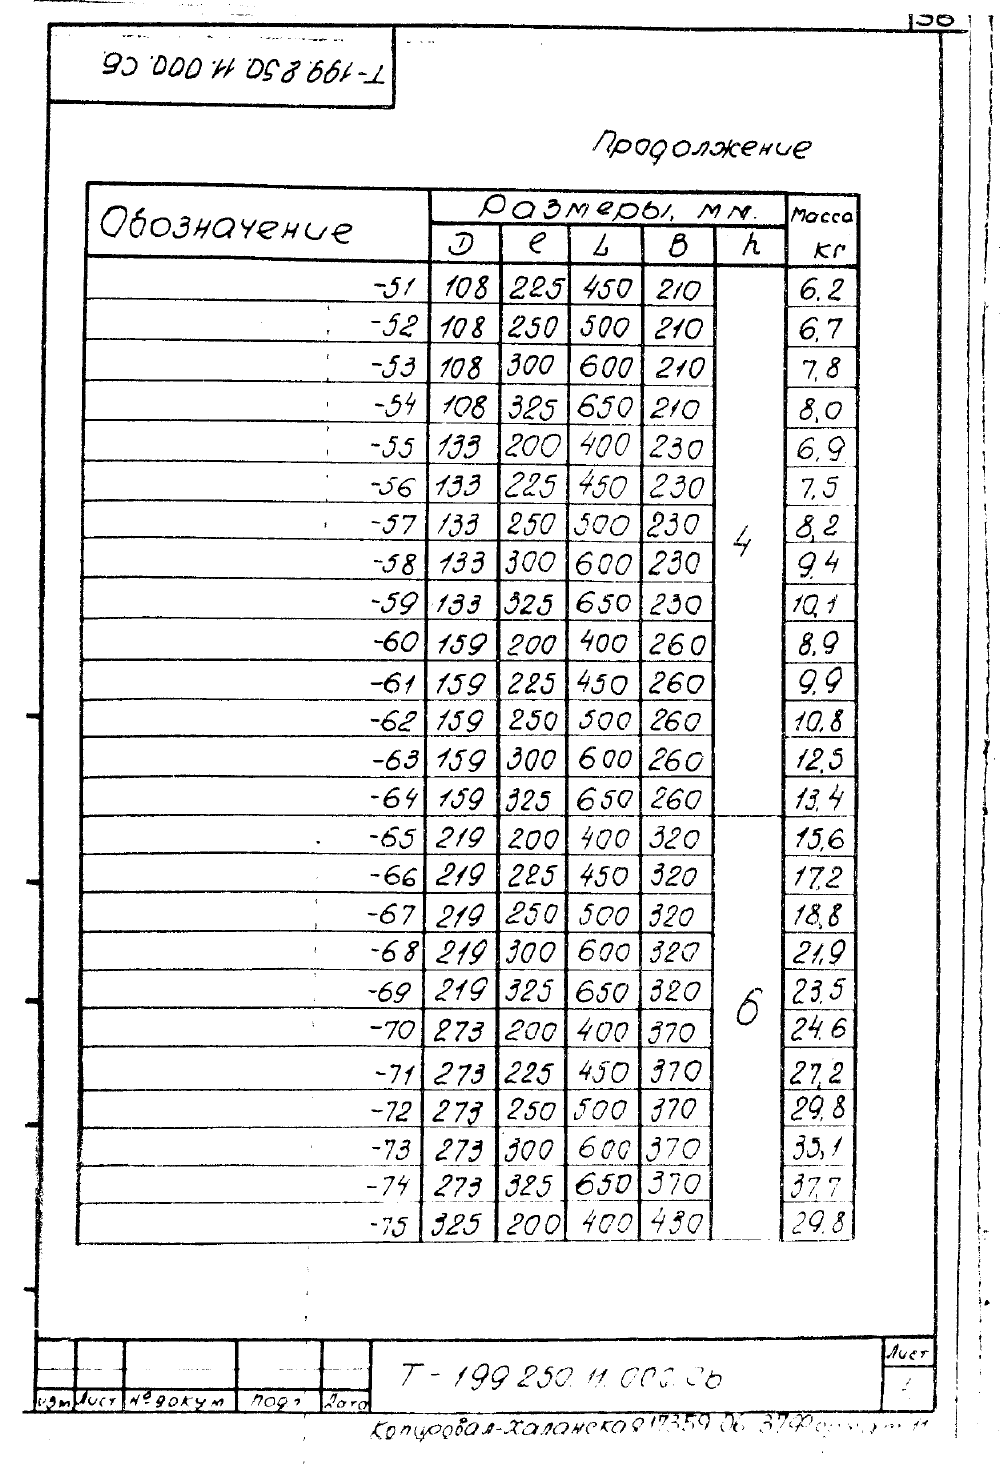 136
Т-199.250.11.000.СБ
Продолжение
Обозначение Размеры, мм. Масса кг
D ℓ L B h
-51 108 225 450 210 6,2
-52 108 250 500 210 6,7
-53 108 300 600 210 7,8
-54 108 325 650 210 8,0
-55 133 200 400 230 6,9
-56 133 225 450 230 7,5
-57 133 250 500 230 4 8,2
-58 133 300 600 230 9,4
-59 133 325 650 230 10,1
-60 159 200 400 260 8,9
-61 159 225 450 260 9,9
-62 159 250 500 260 10,8
-63 159 300 600 260 12,5
-64 159 325 650 260 13,4
-65 219 200 400 320 15,6
-66 219 225 450 320 17,2
-67 219 250 500 320 18,8
-68 219 300 600 320 21,9
-69 219 325 650 320 6 23,5
-70 273 200 400 370 24,6
-71 273 225 450 370 27,2
-72 273 250 500 370 29,8
-73 273 300 600 370 35,1
-74 273 325 650 370 37,7
-75 325 200 400 430 29,8
Лист
Т-199 250.11.000.СБ
Изм Лист № докум Подп Дата
Копировал-Халанская 17359 06